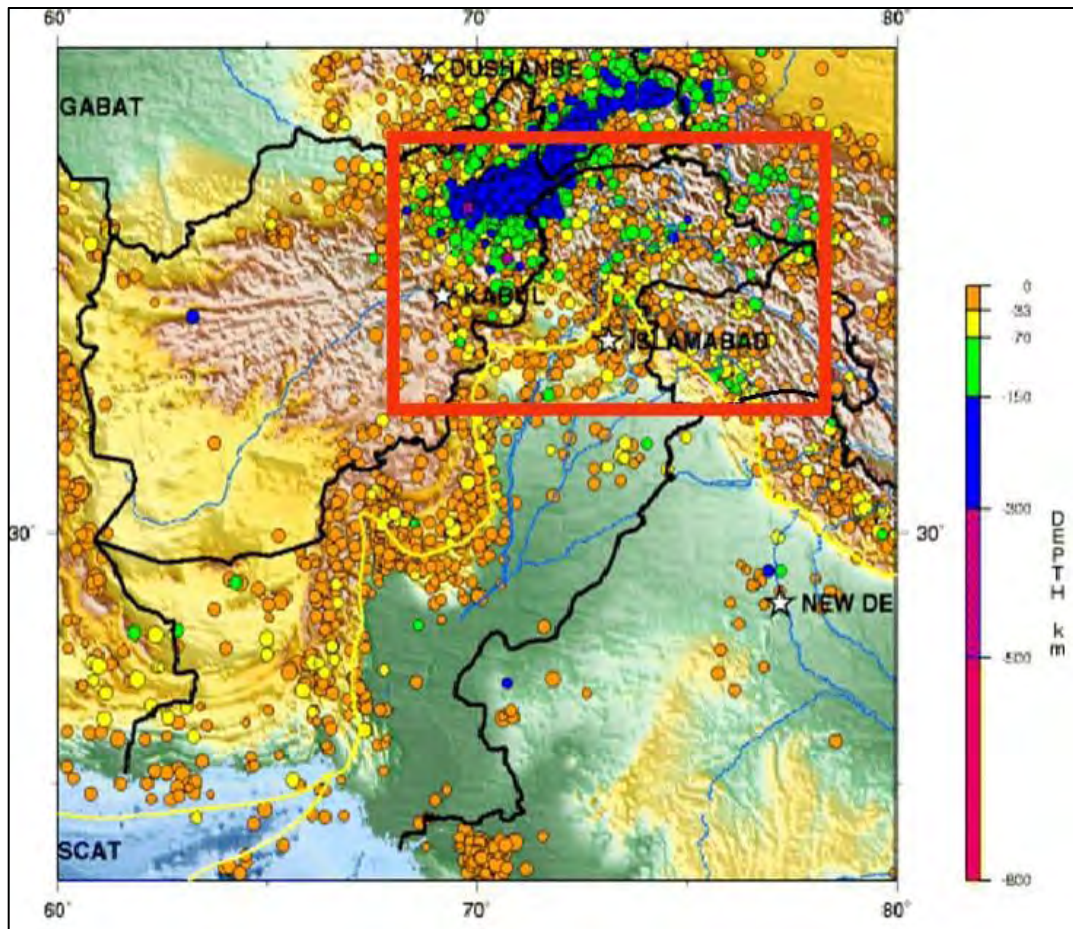 60° 70° 80°
DUSHANBE
GABAT
KABUL
ISLAMABAD
30° 30°
NEW DE
SCAT
60° 70° 80°
0
-33
-70
-150
-300
-500
-800
DEPTH km